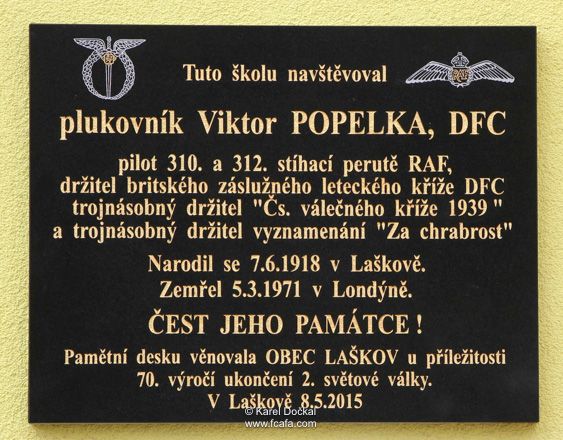 Tuto školu navštěvoval
plukovník Viktor POPELKA, DFC
pilot 310. a 312. stíhací perutě RAF,
držitel britského záslužného leteckého kříže DFC
trojnásobný držitel "Čs. válečného kříže 1939 "
a trojnásobný držitel vyznamenání "Za chrabrost"
Narodil se 7.6.1918 v Laškově.
Zemřel 5.3.1971 v Londýně.
ČEST JEHO PAMÁTCE !
Pamětní desku věnovala OBEC LAŠKOV u příležitosti
70. výročí ukončení 2. světové války.
V Laškově 8.5.2015
© Karel Dočkal
www.fcafa.com